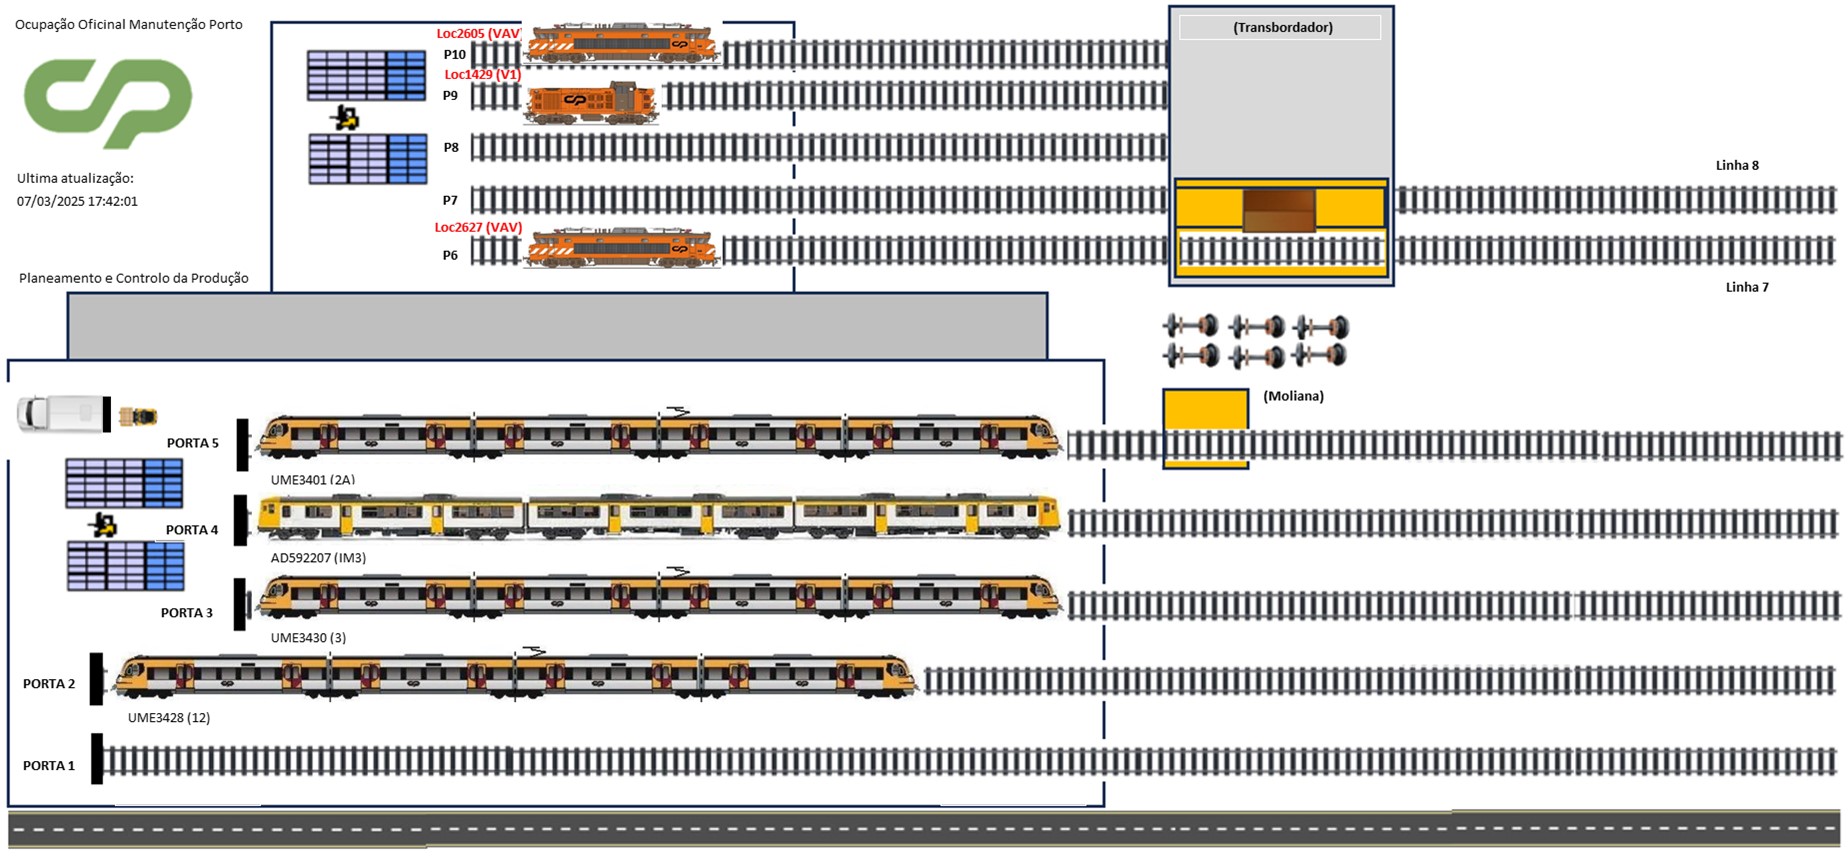 Ocupação Oficinal Manutenção Porto
CP
Ultima atualização:
07/03/2025 17:42:01
Planeamento e Controlo da Produção
Loc2605 (VAV)
P10
Loc1429 (V1)
P9
P8
P7
Loc2627 (VAV)
P6
(Transbordador)
Linha 8
Linha 7
(Moliana)
PORTA 5
UME3401 (2A)
PORTA 4
AD592207 (IM3)
PORTA 3
UME3430 (3)
PORTA 2
UME3428 (12)
PORTA 1